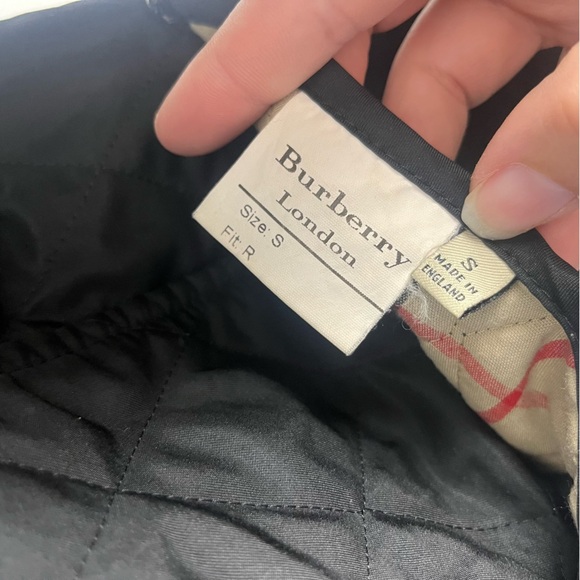 Burberry
London
Size: S
Fit: R
S
MADE IN
ENGLAND